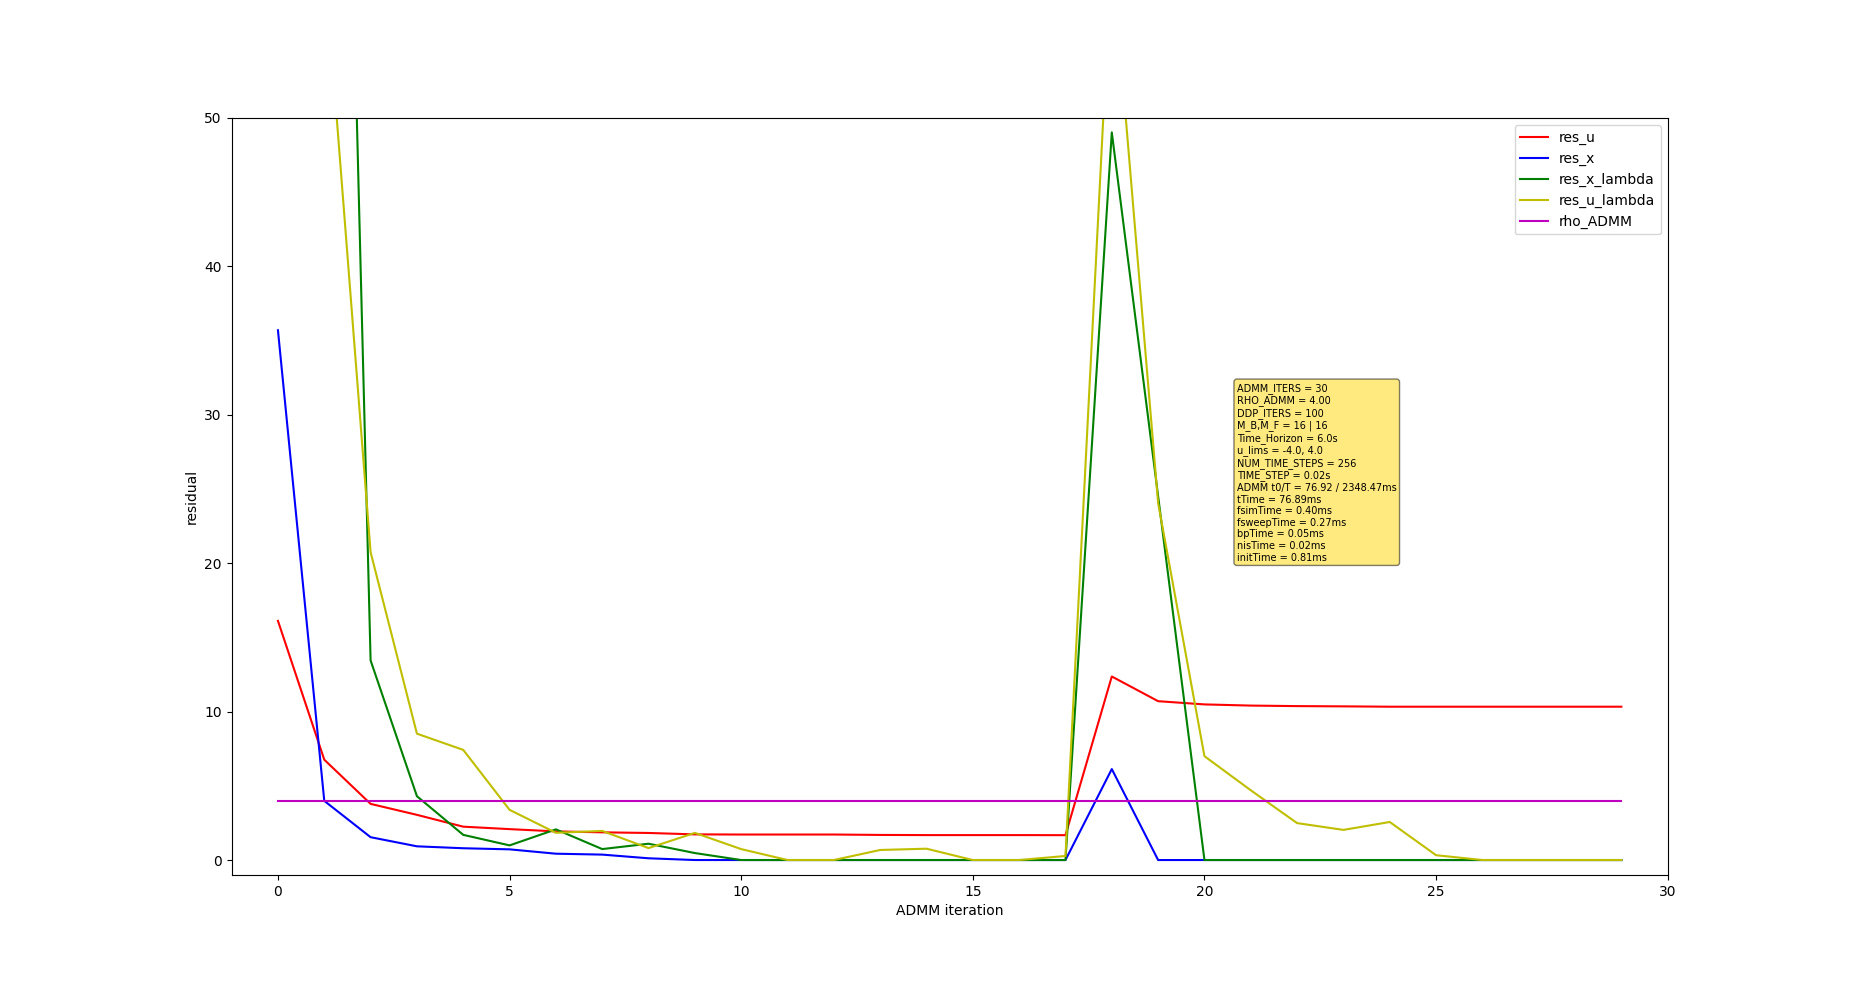 50
40
30
20
10
0
residual
0
5
10
15
20
25
30
ADMM iteration
res_u
res_x
res_x_lambda
res_u_lambda
rho_ADMM
ADMM_ITERS = 30
RHO_ADMM = 4.00
DDP_ITERS = 100
M_B,M_F = 16 | 16
Time_Horizon = 6.0s
u_lims = -4.0, 4.0
NUM_TIME_STEPS = 256
TIME_STEP = 0.02s
ADMM t0/T = 76.92 / 2348.47ms
tTime = 76.89ms
fsimTime = 0.40ms
fsweepTime = 0.27ms
bpTime = 0.05ms
nisTime = 0.02ms
initTime = 0.81ms